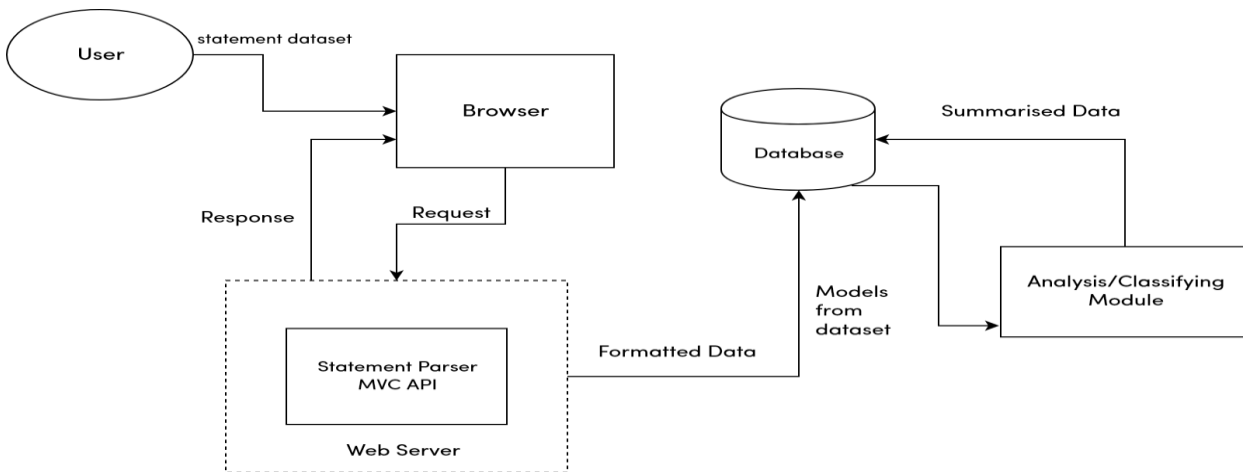 User
statement dataset
Browser
Response
Request
Statement Parser
MVC API
Web Server
Formatted Data
Database
Summarised Data
Models
from
dataset
Analysis/Classifying
Module